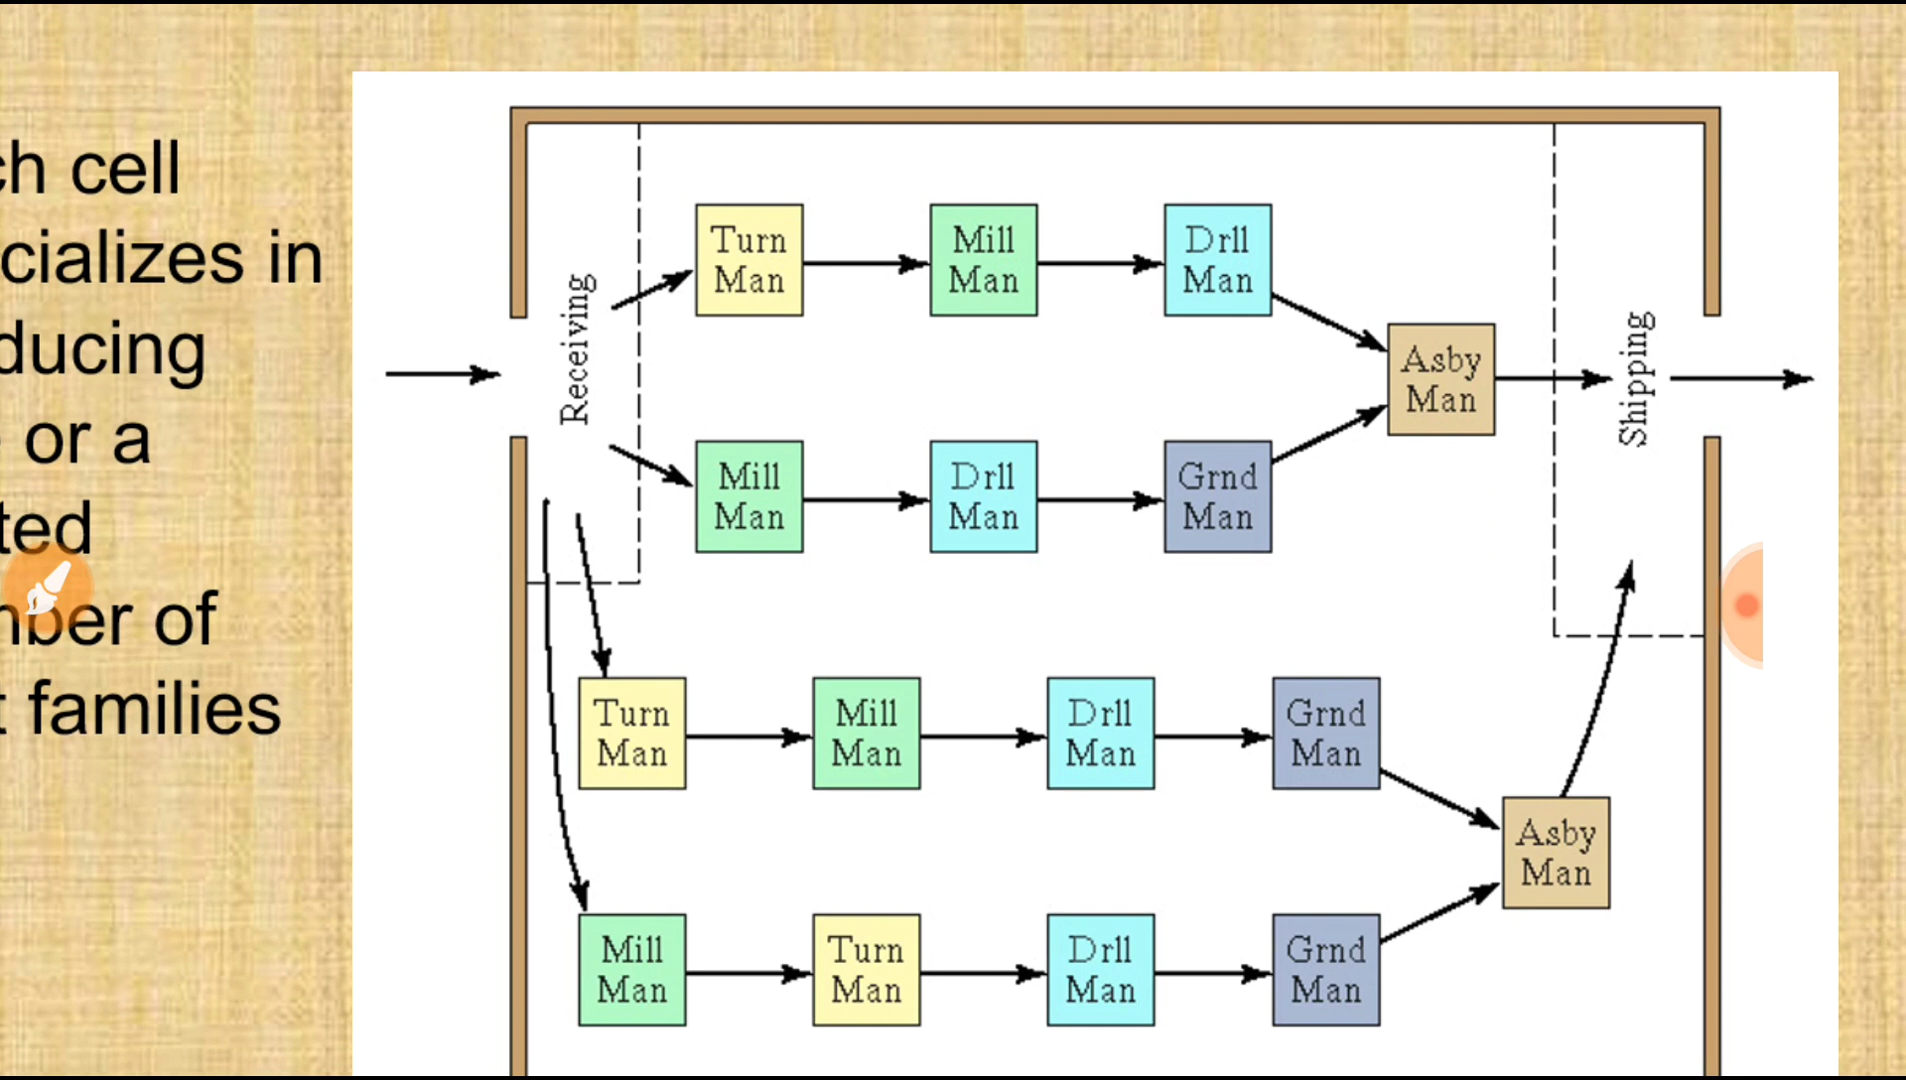 ch cell
cializes in
ducing
or a
ted
nber of
t families
Receiving
Turn
Man
Mill
Man
Drll
Man
Asby
Man
Shipping
Mill
Man
Drll
Man
Grnd
Man
Turn
Man
Mill
Man
Drll
Man
Grnd
Man
Asby
Man
Mill
Man
Turn
Man
Drll
Man
Grnd
Man